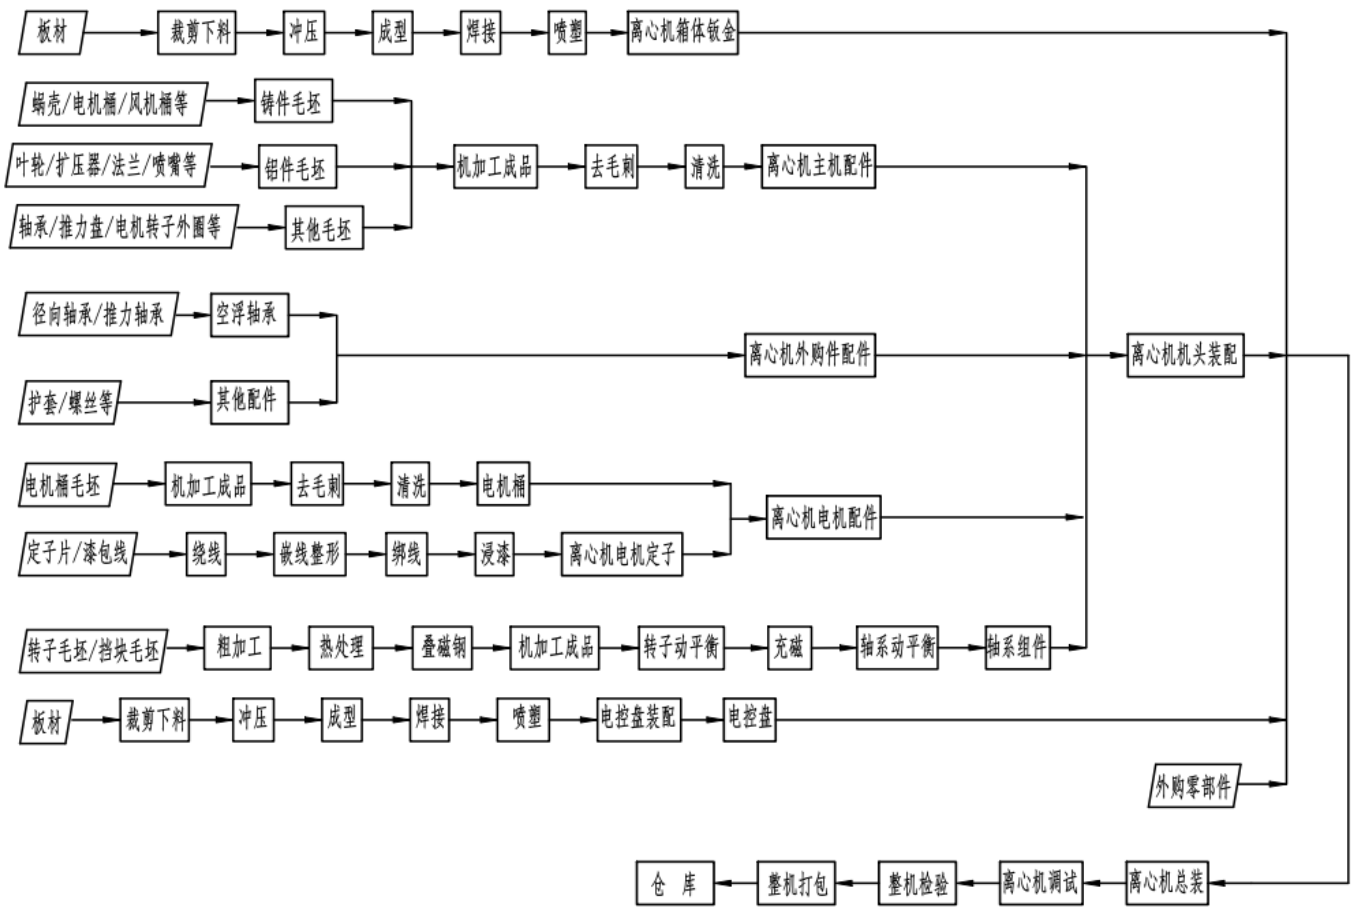 板材
裁剪下料
冲压
成型
焊接
喷塑
离心机箱体钣金
蜗壳/电机桶/风机桶等
铸件毛坯
叶轮/扩压器/法兰/喷嘴等
铝件毛坯
机加工成品
去毛刺
清洗
离心机主机配件
轴承/推力盘/电机转子外圈等
其他毛坯
径向轴承/推力轴承
空浮轴承
离心机外购件配件
离心机机头装配
护套/螺丝等
其他配件
电机桶毛坯
机加工成品
去毛刺
清洗
电机桶
离心机电机配件
定子片/漆包线
绕线
嵌线整形
绑线
浸漆
离心机电机定子
转子毛坯/挡块毛坯
粗加工
热处理
叠磁钢
机加工成品
转子动平衡
充磁
轴系动平衡
轴系组件
板材
裁剪下料
冲压
成型
焊接
喷塑
电控盘装配
电控盘
外购零部件
仓 库
整机打包
整机检验
离心机调试
离心机总装